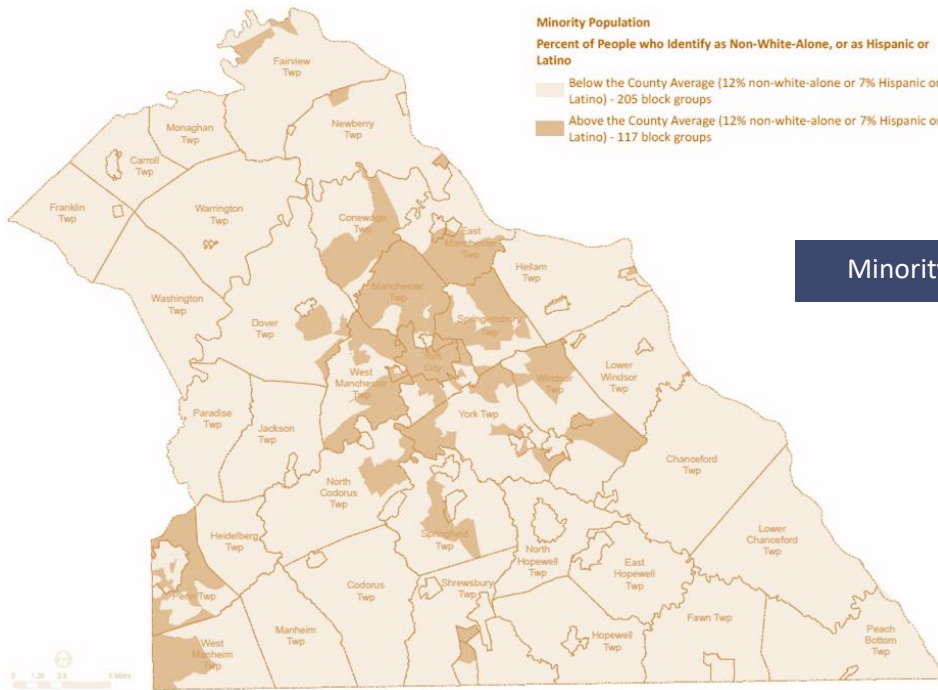 Minority Population
Percent of People who Identify as Non-White-Alone, or as Hispanic or
Latino
Below the County Average (12% non-white-alone or 7% Hispanic or
Latino) - 205 block groups
Above the County Average (12% non-white-alone or 7% Hispanic or
Latino) - 117 block groups
Fairview
Twp
Newberry
Twp
Monaghan
Twp
Carroll
Twp
Franklin
Twp
Warrington
Twp
Conewago
Twp
East
Manchester
Twp
Hellam
Twp
Minority
Washington
Twp
Dover
Twp
Manchester
Twp
Springettsbury
Twp
York
City
West
Manchester
Twp
Windsor
Twp
Lower
Windsor
Twp
Paradise
Twp
Jackson
Twp
York Twp
Chanceford
Twp
North
Codorus
Twp
Heidelberg
Twp
Springfield
Twp
North
Hopewell
Twp
East
Hopewell
Twp
Lower
Chanceford
Twp
Penn Twp
Codorus
Twp
Shrewsbury
Twp
West
Manheim
Twp
Manheim
Twp
Hopewell
Twp
Fawn Twp
Peach
Bottom
Twp
0 1.25 2.5 5 Miles